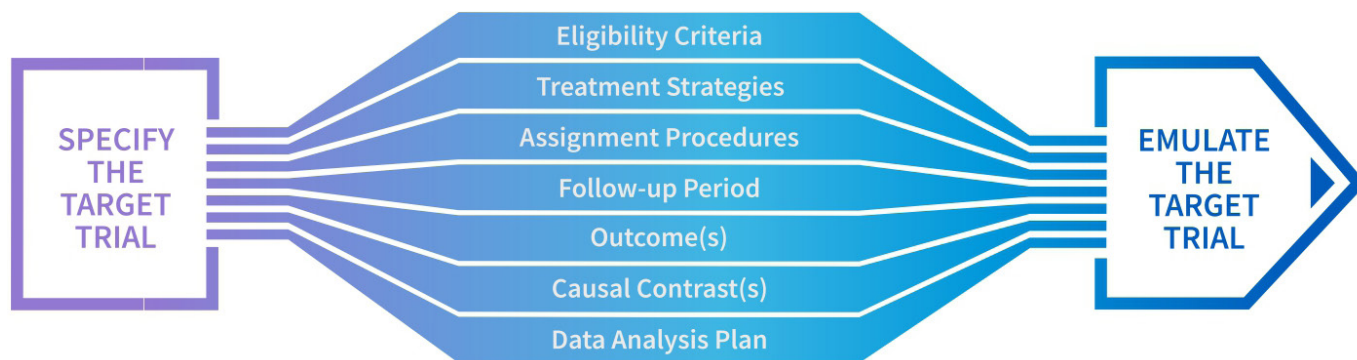 SPECIFY
THE
TARGET
TRIAL
Eligibility Criteria
Treatment Strategies
Assignment Procedures
Follow-up Period
Outcome(s)
Causal Contrast(s)
Data Analysis Plan
EMULATE
THE
TARGET
TRIAL